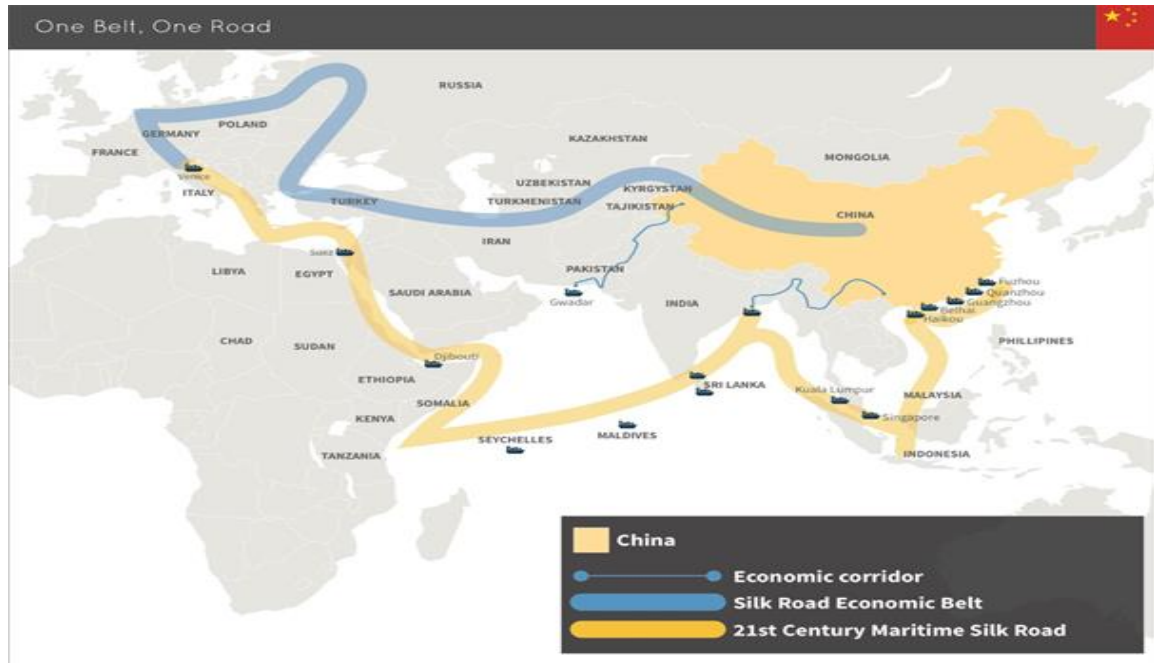 One Belt, One Road
RUSSIA
POLAND
GERMANY
FRANCE
KAZAKHSTAN
MONGOLIA
Venice
ITALY
UZBEKISTAN
KYRGYSTAN
TURKEY
TURKMENISTAN
TAJIKISTAN
CHINA
IRAN
Suez
LIBYA
EGYPT
PAKISTAN
SAUDI ARABIA
Gwadar
INDIA
Fuzhou
Quanzhou
Guangzhou
Beihai
Haikou
CHAD
SUDAN
PHILLIPINES
Djibouti
ETHIOPIA
SRI LANKA
Kuala Lumpur
MALAYSIA
SOMALIA
KENYA
Singapore
SEYCHELLES
MALDIVES
TANZANIA
INDONESIA
China
Economic corridor
Silk Road Economic Belt
21st Century Maritime Silk Road